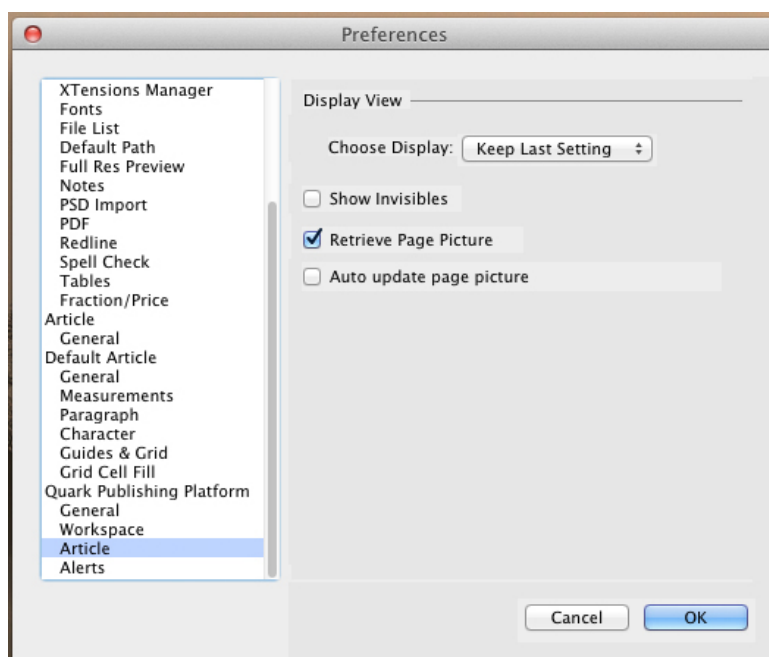 Preferences
XTensions Manager
Fonts
File List
Default Path
Full Res Preview
Notes
PSD Import
PDF
Redline
Spell Check
Tables
Fraction/Price
Article
General
Default Article
General
Measurements
Paragraph
Character
Guides & Grid
Grid Cell Fill
Quark Publishing Platform
General
Workspace
Article
Alerts
Display View
Choose Display: Keep Last Setting
Show Invisibles
Retrieve Page Picture
Auto update page picture
Cancel OK